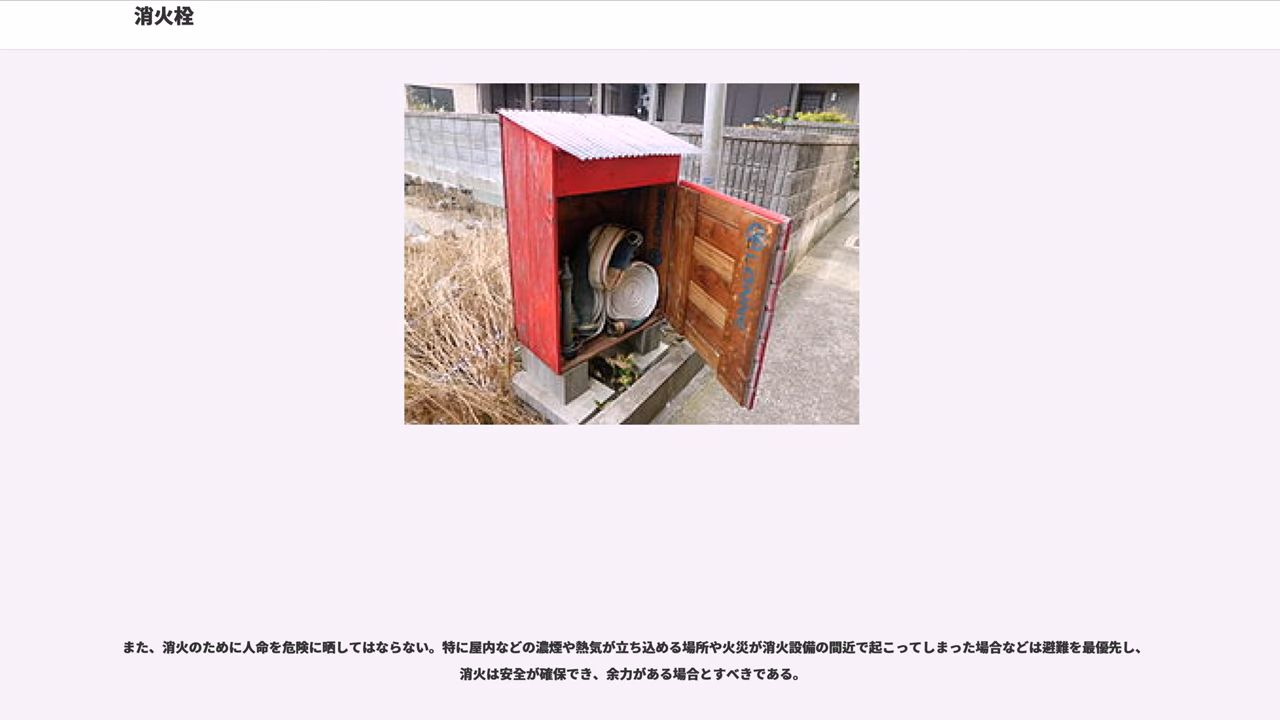 消火栓
また、消火のために人命を危険に晒してはならない。特に屋内などの濃煙や熱気が立ち込める場所や火災が消火設備の間近で起こってしまった場合などは避難を最優先し、
消火は安全が確保でき、余力がある場合とすべきである。